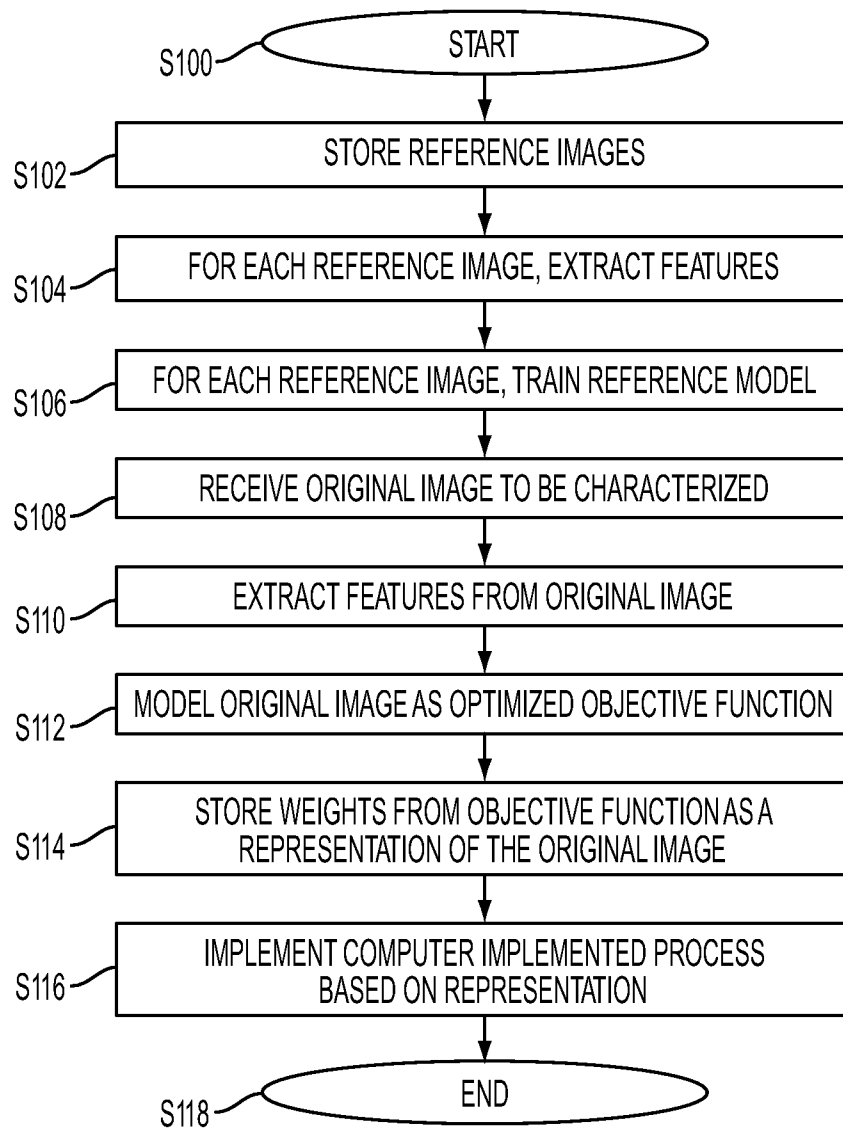 S100
START
S102
STORE REFERENCE IMAGES
S104
FOR EACH REFERENCE IMAGE, EXTRACT FEATURES
S106
FOR EACH REFERENCE IMAGE, TRAIN REFERENCE MODEL
S108
RECEIVE ORIGINAL IMAGE TO BE CHARACTERIZED
S110
EXTRACT FEATURES FROM ORIGINAL IMAGE
S112
MODEL ORIGINAL IMAGE AS OPTIMIZED OBJECTIVE FUNCTION
S114
STORE WEIGHTS FROM OBJECTIVE FUNCTION AS A
REPRESENTATION OF THE ORIGINAL IMAGE
S116
IMPLEMENT COMPUTER IMPLEMENTED PROCESS
BASED ON REPRESENTATION
S118
END